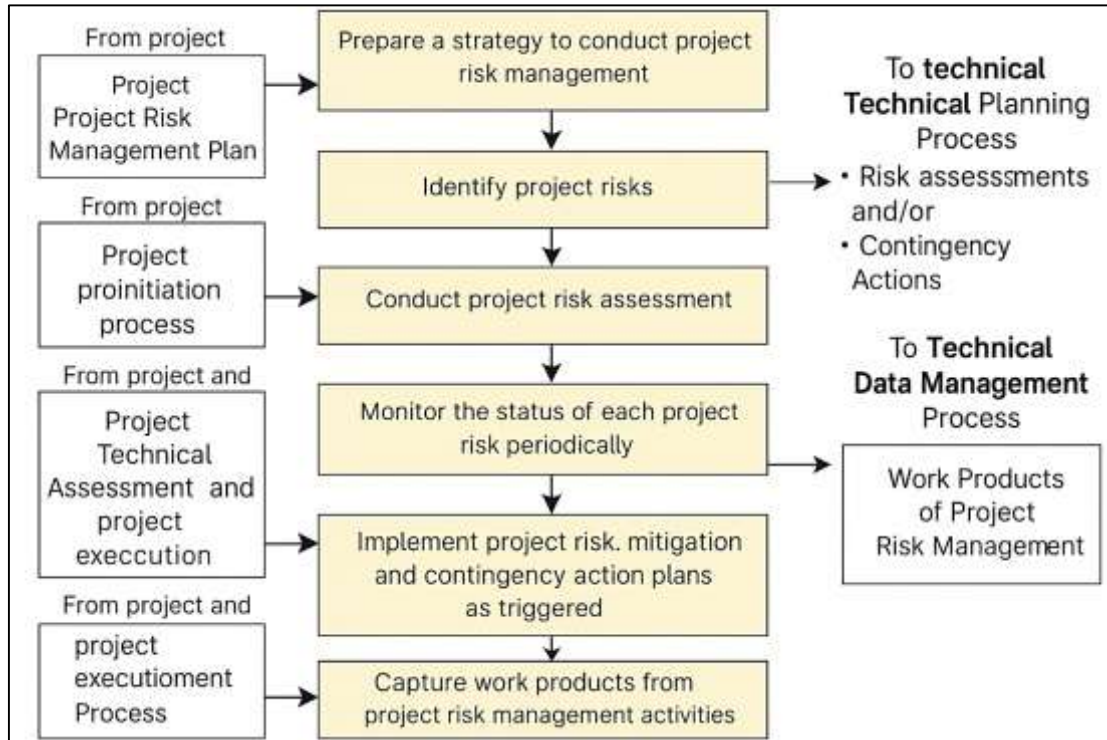 From project
Project
Project Risk
Management Plan
From project
Project
proinitiation
process
From project and
Project
Technical
Assessment and
project
execcution
From project and
project
executioment
Process
Prepare a strategy to conduct project
risk management
Identify project risks
Conduct project risk assessment
Monitor the status of each project
risk periodically
Implement project risk. mitigation
and contingency action plans
as triggered
Capture work products from
project risk management activities
To technical
Technical Planning
Process
• Risk assesssments
and/or
• Contingency
Actions
To Technical
Data Management
Process
Work Products
of Project
Risk Management